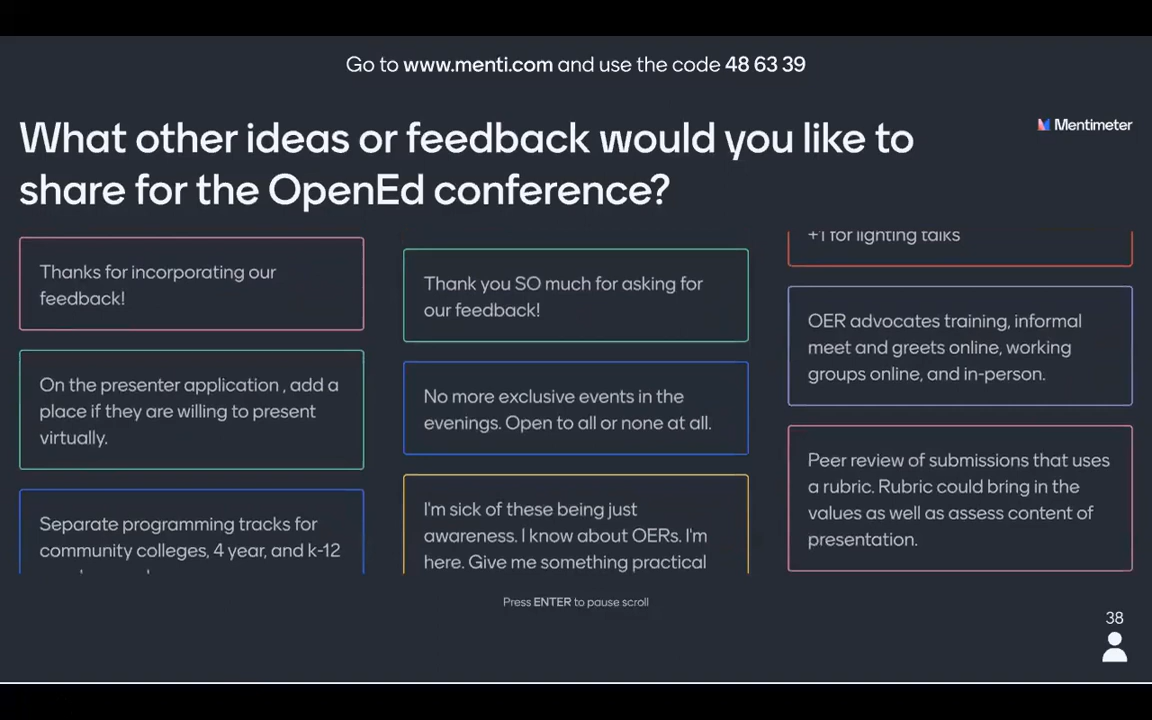 Go to www.menti.com and use the code 48 63 39
Mentimeter
What other ideas or feedback would you like to
share for the OpenEd conference?
Thanks for incorporating our
feedback!
On the presenter application , add a
place if they are willing to present
virtually.
Separate programming tracks for
community colleges, 4 year, and k-12
Thank you SO much for asking for
our feedback!
No more exclusive events in the
evenings. Open to all or none at all.
I'm sick of these being just
awareness. I know about OERs. I'm
here. Give me something practical
+1 for lighting talks
OER advocates training, informal
meet and greets online, working
groups online, and in-person.
Peer review of submissions that uses
a rubric. Rubric could bring in the
values as well as assess content of
presentation.
Press ENTER to pause scroll
38